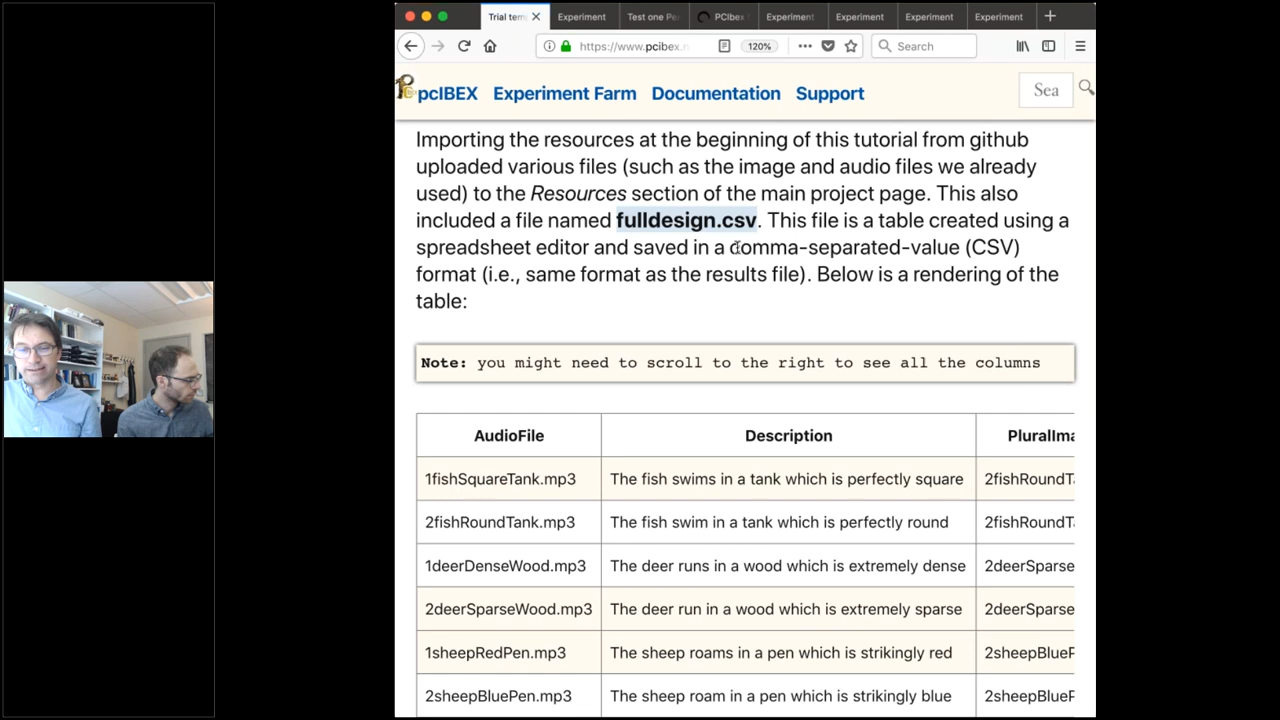 Trial tem
Experiment
Test one Pe
PCIbex
Experiment
Experiment
Experiment
Experiment
https://www.pcibex.n
120%
Search
pcIBEX
Experiment Farm
Documentation
Support
Sea
Importing the resources at the beginning of this tutorial from github
uploaded various files (such as the image and audio files we already
used) to the Resources section of the main project page. This also
included a file named fulldesign.csv. This file is a table created using a
spreadsheet editor and saved in a comma-separated-value (CSV)
format (i.e., same format as the results file). Below is a rendering of the
table:
Note: you might need to scroll to the right to see all the columns
AudioFile Description PluralIma
1fishSquareTank.mp3 The fish swims in a tank which is perfectly square 2fishRoundT
2fishRoundTank.mp3 The fish swim in a tank which is perfectly round 2fishRoundT
1deerDenseWood.mp3 The deer runs in a wood which is extremely dense 2deerSparse
2deerSparseWood.mp3 The deer run in a wood which is extremely sparse 2deerSparse
1sheepRedPen.mp3 The sheep roams in a pen which is strikingly red 2sheepBlueP
2sheepBluePen.mp3 The sheep roam in a pen which is strikingly blue 2sheepBlueP